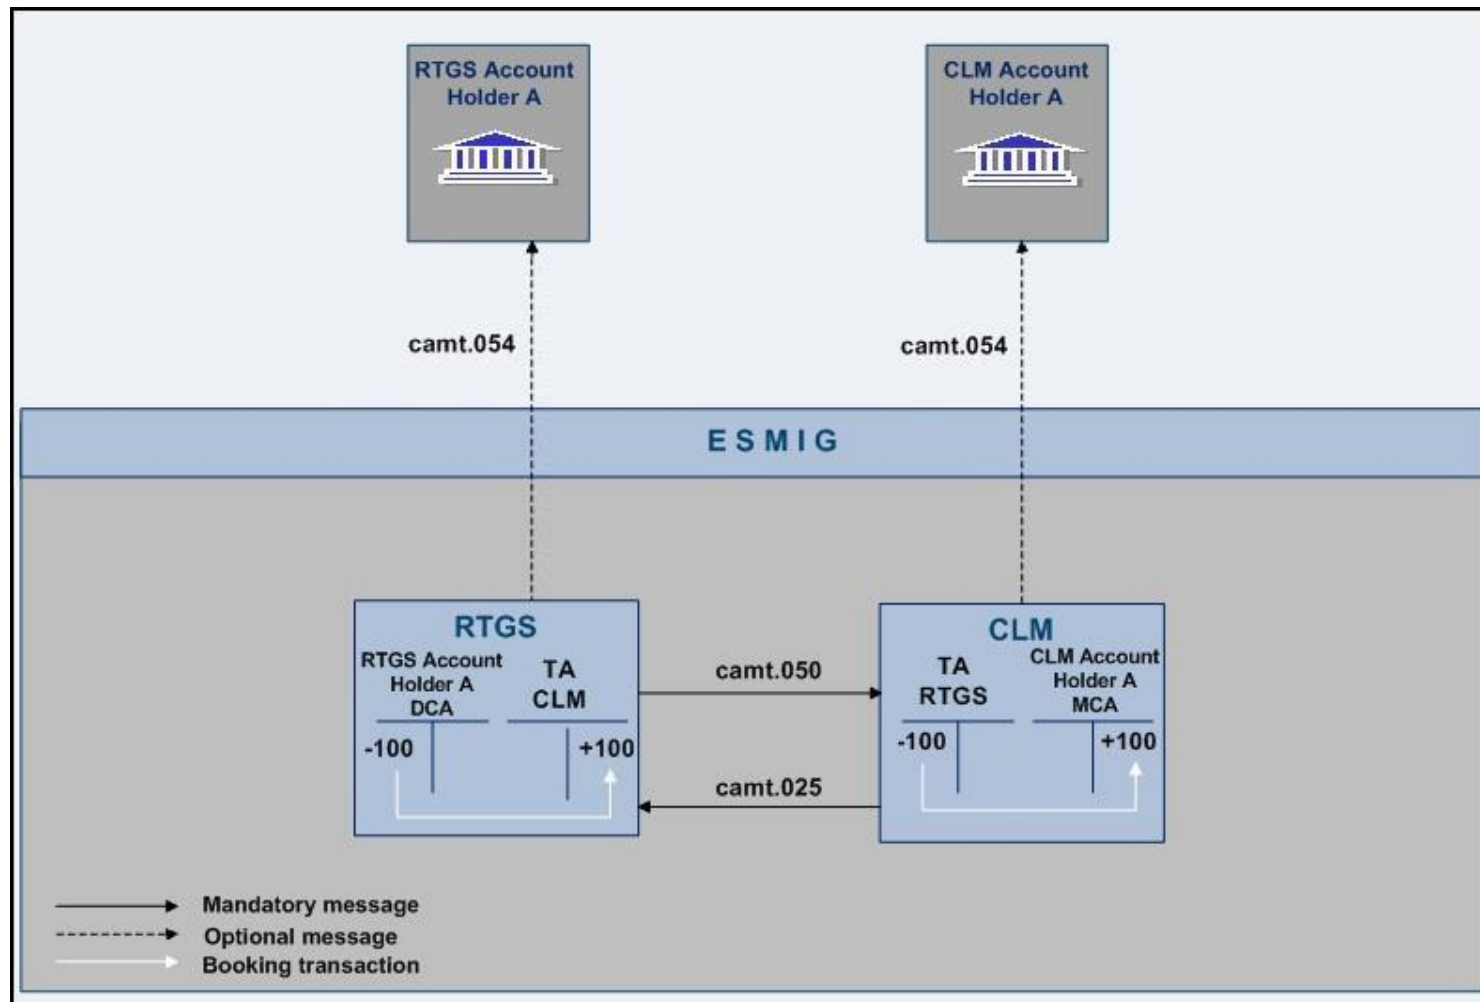 RTGS Account
Holder A
CLM Account
Holder A
camt.054
camt.054
E S M I G
RTGS
RTGS Account
Holder A
DCA
TA
CLM
-100
+100
camt.050
camt.025
CLM
TA
RTGS
CLM Account
Holder A
MCA
-100
+100
Mandatory message
Optional message
Booking transaction